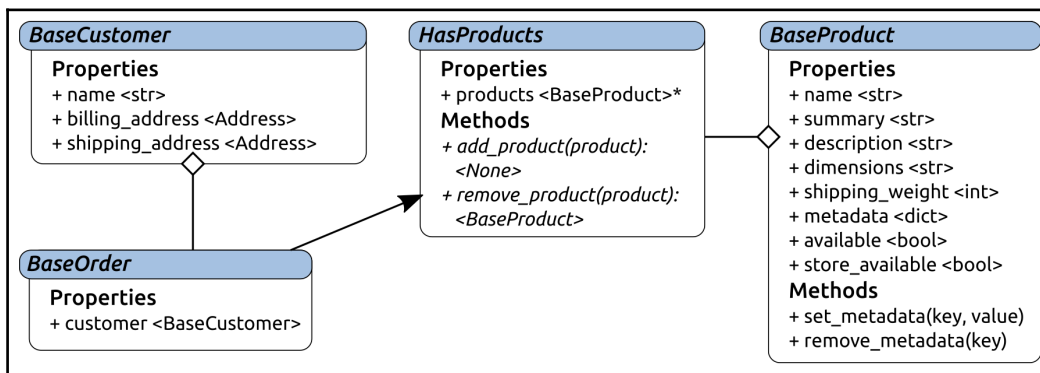 BaseCustomer
Properties
+ name <str>
+ billing_address <Address>
+ shipping_address <Address>
BaseOrder
Properties
+ customer <BaseCustomer>
HasProducts
Properties
+ products <BaseProduct>*
Methods
+ add_product(product):
<None>
+ remove_product(product):
<BaseProduct>
BaseProduct
Properties
+ name <str>
+ summary <str>
+ description <str>
+ dimensions <str>
+ shipping_weight <int>
+ metadata <dict>
+ available <bool>
+ store_available <bool>
Methods
+ set_metadata(key, value)
+ remove_metadata(key)